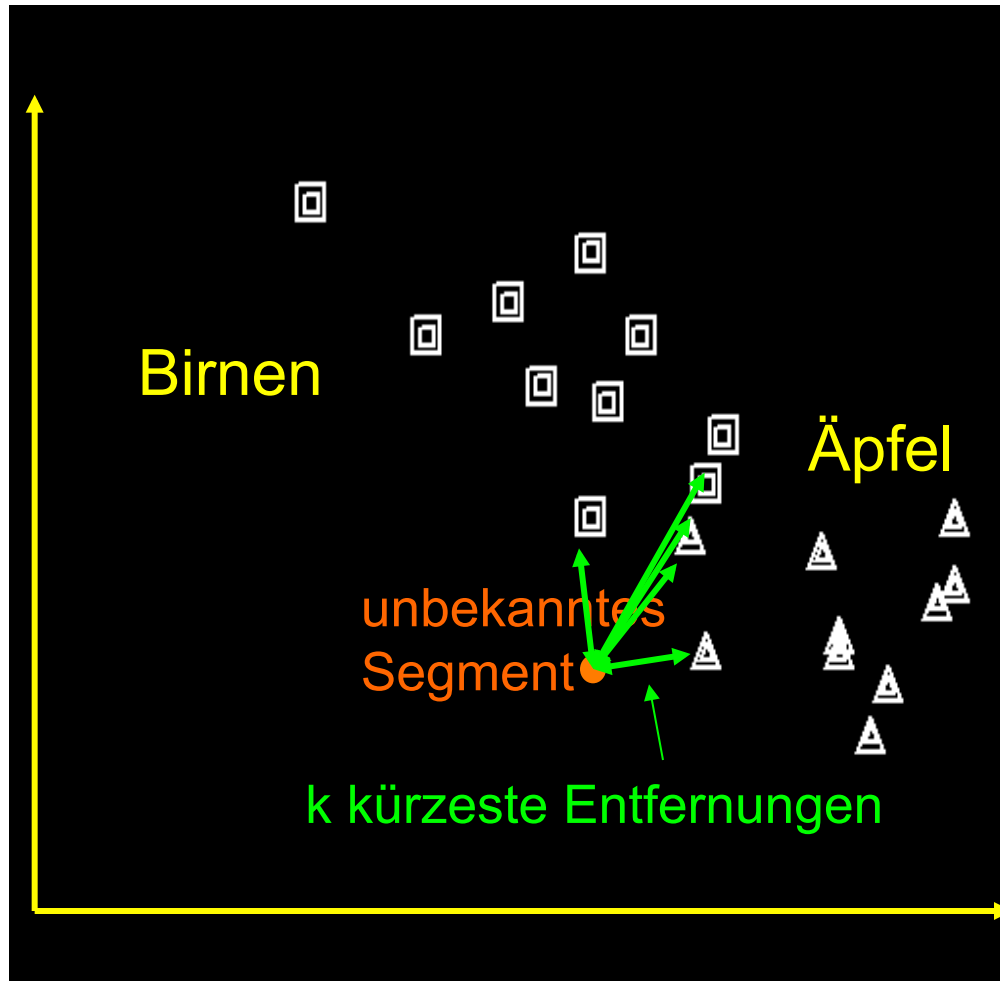 Birnen
Äpfel
unbekanntes
Segment
k kürzeste Entfernungen